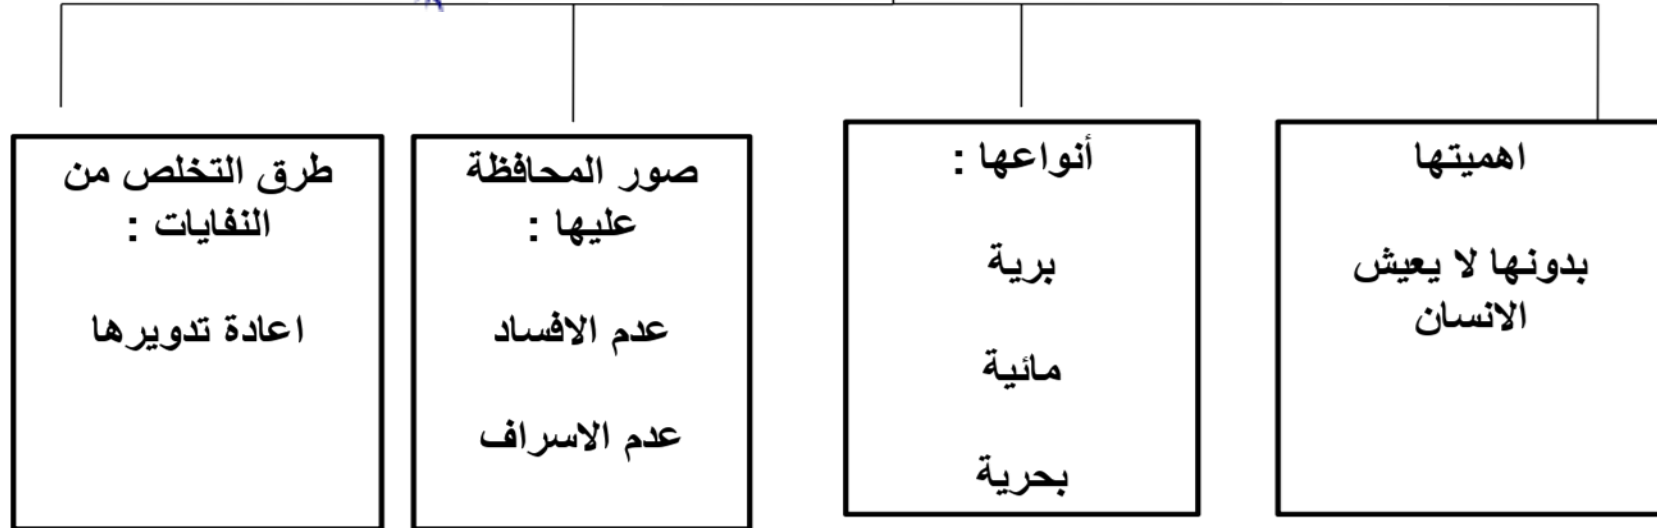 اهميتها
بدونها لا يعيش
الانسان
أنواعها :
برية
مائية
بحرية
صور المحافظة
عليها :
عدم الافساد
عدم الاسراف
طرق التخلص من
النفايات :
اعادة تدويرها